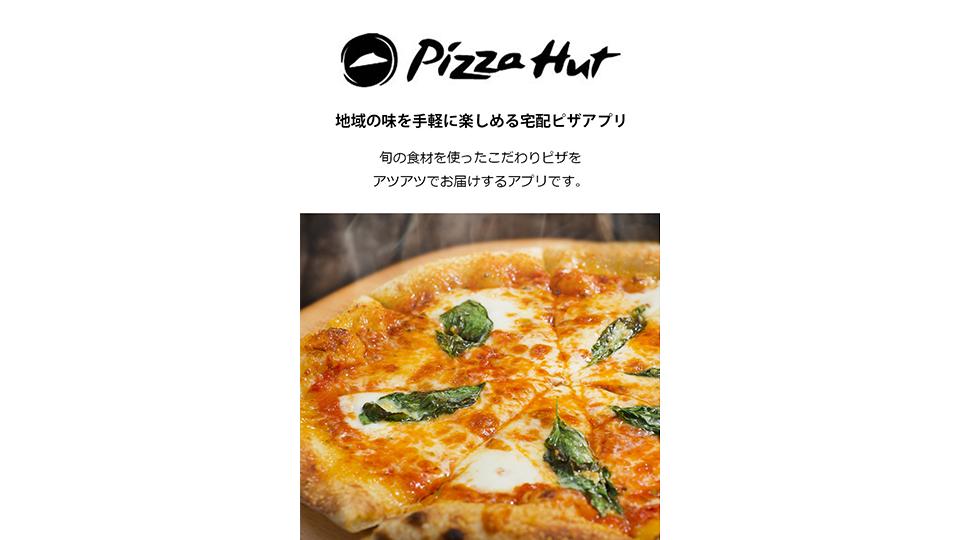 Pizza Hut
地域の味を手軽に楽しめる宅配ピザアプリ
旬の食材を使ったこだわりピザを
アツアツでお届けするアプリです。